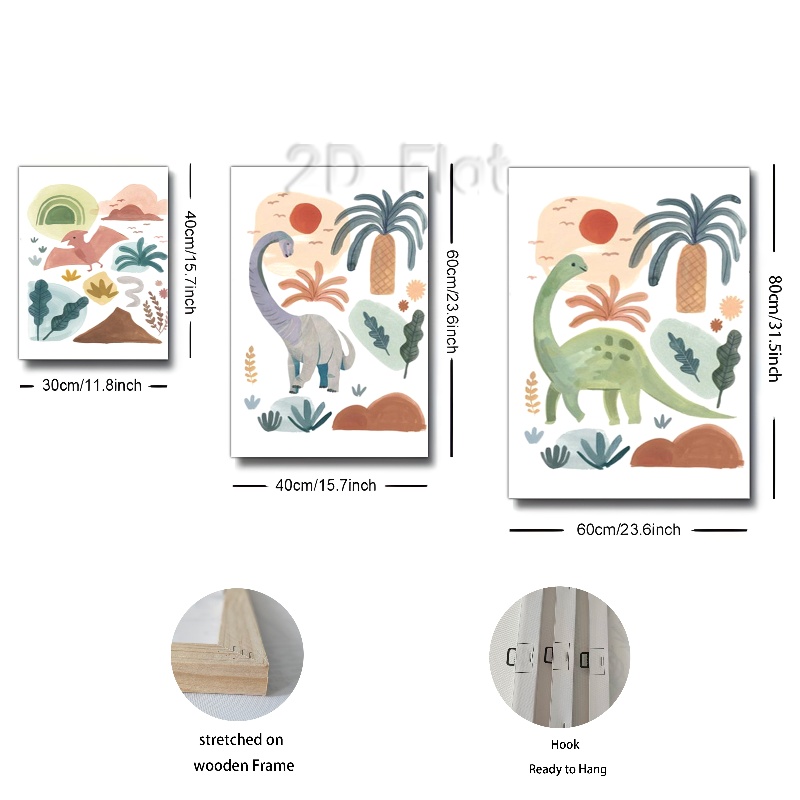 2D Flat
40cm/15.7inch
30cm/11.8inch
60cm/23.6inch
40cm/15.7inch
80cm/31.5inch
60cm/23.6inch
stretched on
wooden Frame
Hook
Ready to Hang